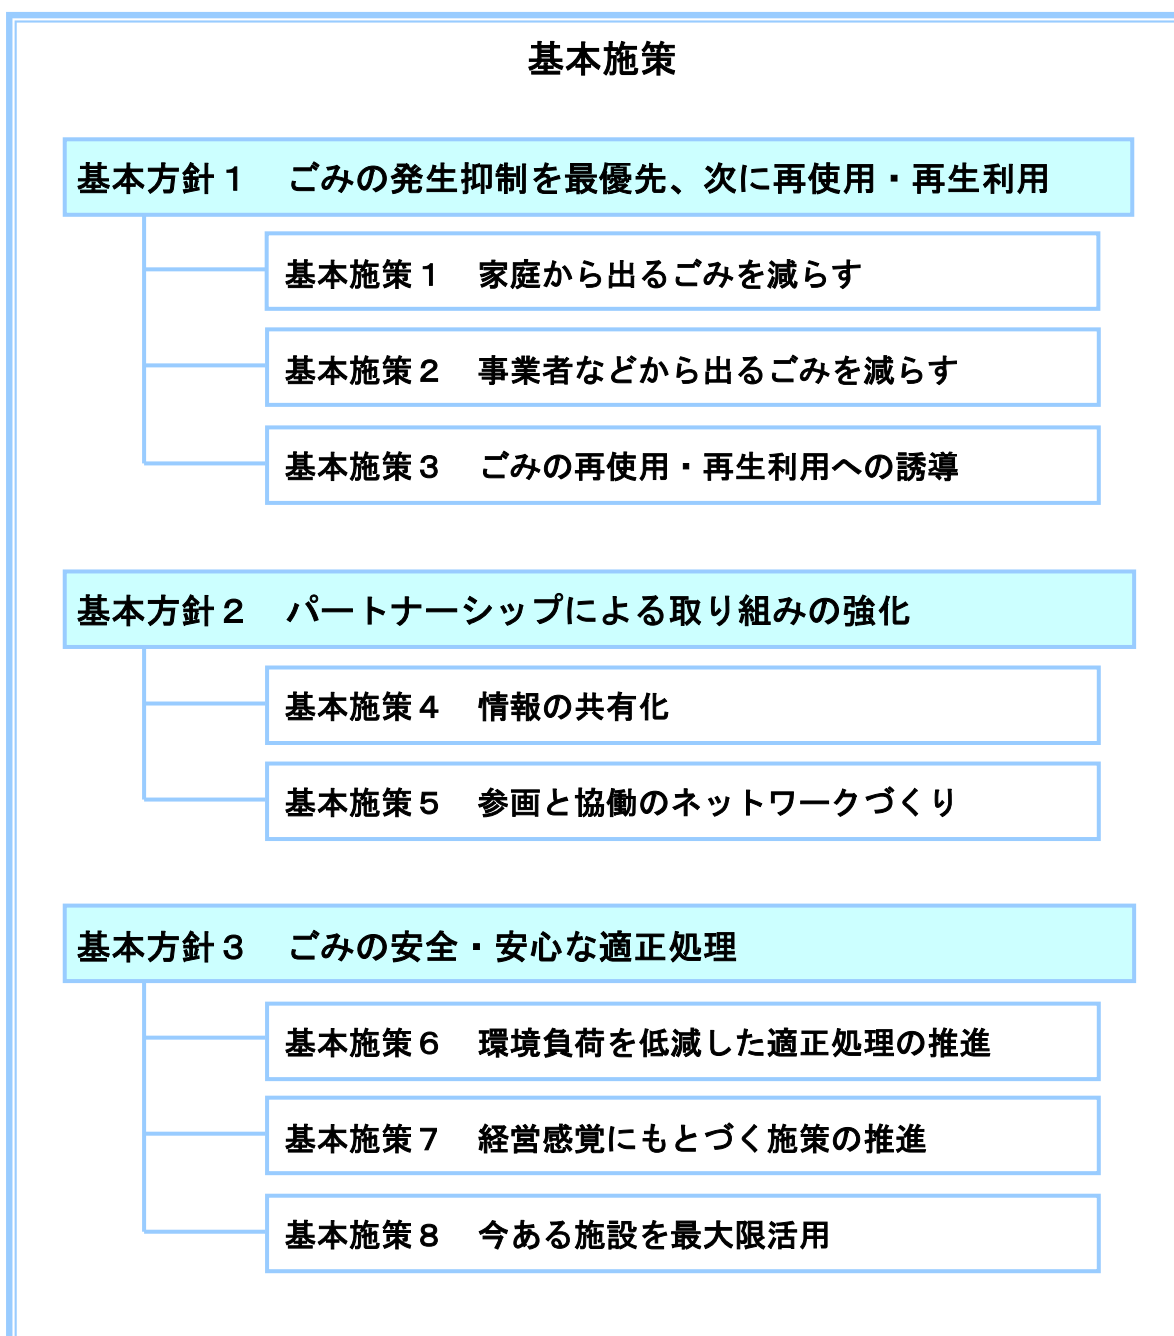 基本施策
基本方針１　ごみの発生抑制を最優先、次に再使用・再生利用
基本施策１　家庭から出るごみを減らす
基本施策２　事業者などから出るごみを減らす
基本施策３　ごみの再使用・再生利用への誘導
基本方針２　パートナーシップによる取り組みの強化
基本施策４　情報の共有化
基本施策５　参画と協働のネットワークづくり
基本方針３　ごみの安全・安心な適正処理
基本施策６　環境負荷を低減した適正処理の推進
基本施策７　経営感覚にもとづく施策の推進
基本施策８　今ある施設を最大限活用